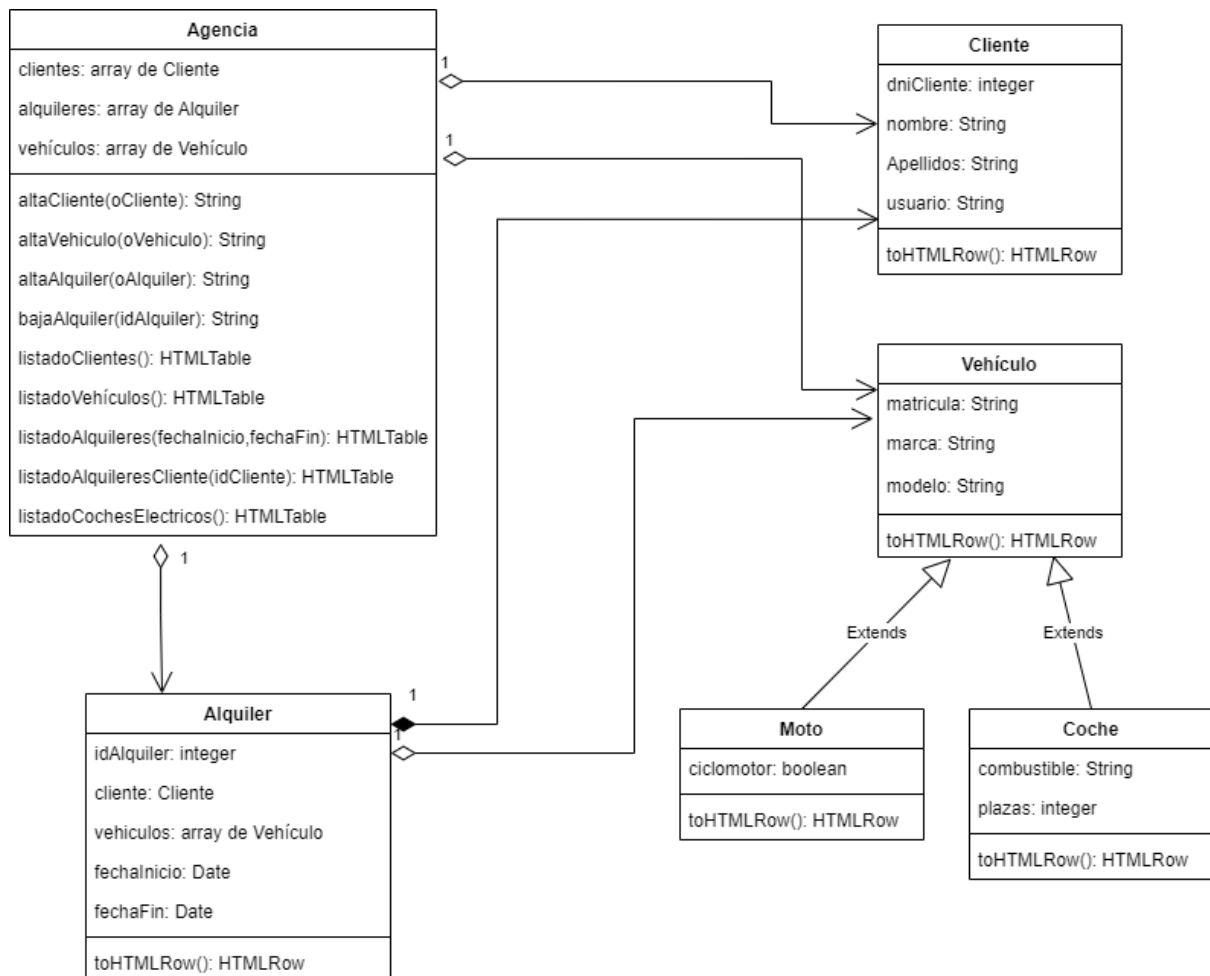 Agencia
clientes: array de Cliente
alquileres: array de Alquiler
vehículos: array de Vehículo
altaCliente(oCliente): String
altaVehiculo(oVehiculo): String
altaAlquiler(oAlquiler): String
bajaAlquiler(idAlquiler): String
listadoClientes(): HTMLTable
listadoVehículos(): HTMLTable
listadoAlquileres(fechaInicio,fechaFin): HTMLTable
listadoAlquileresCliente(idCliente): HTMLTable
listadoCochesElectricos(): HTMLTable
1
1
1
Cliente
dniCliente: integer
nombre: String
Apellidos: String
usuario: String
toHTMLRow(): HTMLRow
Vehículo
matricula: String
marca: String
modelo: String
toHTMLRow(): HTMLRow
Extends
Extends
Alquiler
idAlquiler: integer
cliente: Cliente
vehiculos: array de Vehículo
fechaInicio: Date
fechaFin: Date
toHTMLRow(): HTMLRow
1
1
Moto
ciclomotor: boolean
toHTMLRow(): HTMLRow
Coche
combustible: String
plazas: integer
toHTMLRow(): HTMLRow